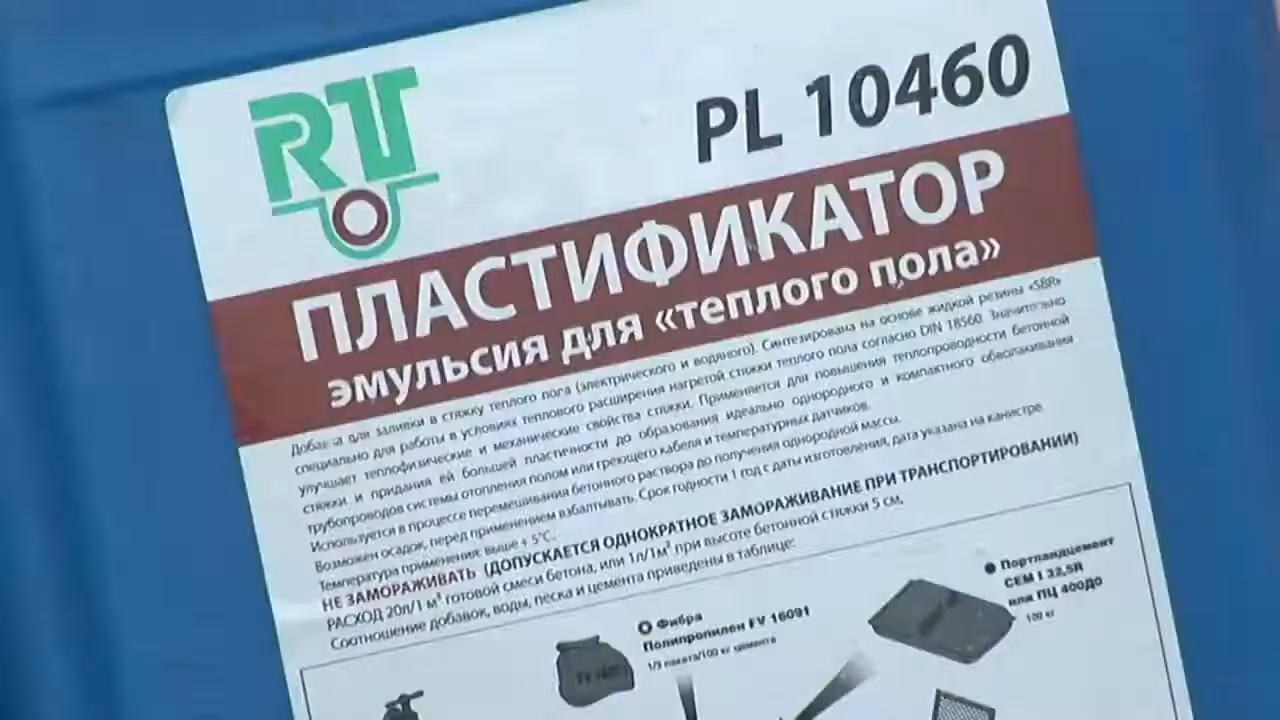 RT
PL 10460
ПЛАСТИФИКАТОР
эмульсия для «теплого пола»
Добавка для заливки в стяжку теплого пола (электрического и водяного). Синтезирована на основе жидкой резины «SBR»
специально для работы в условиях теплового расширения нагретой стяжки теплого пола согласно DIN 18560. Значительно
улучшает теплофизические и механические свойства стяжки. Применяется для повышения теплопроводности бетонной
стяжки и придания ей большей пластичности до образования идеально однородного и компактного обволакивания
трубопроводов системы отопления полом или греющего кабеля и температурных датчиков.
Используется в процессе перемешивания бетонного раствора до получения однородной массы.
Возможен осадок, перед применением взбалтывать. Срок годности 1 год с даты изготовления, дата указана на канистре.
Температура применения: выше + 5°С.
НЕ ЗАМОРАЖИВАТЬ (ДОПУСКАЕТСЯ ОДНОКРАТНОЕ ЗАМОРАЖИВАНИЕ ПРИ ТРАНСПОРТИРОВАНИИ)
РАСХОД 20л/1 м³ готовой смеси бетона, или 1л/1м² при высоте бетонной стяжки 5 см.
Соотношение добавок, воды, песка и цемента приведены в таблице:
Фибра
Полипропилен FV 16091
1/3 пакета/100 кг цемента
Портландцемент
CEM I 32,5R
или ПЦ 400Д0
100 кг